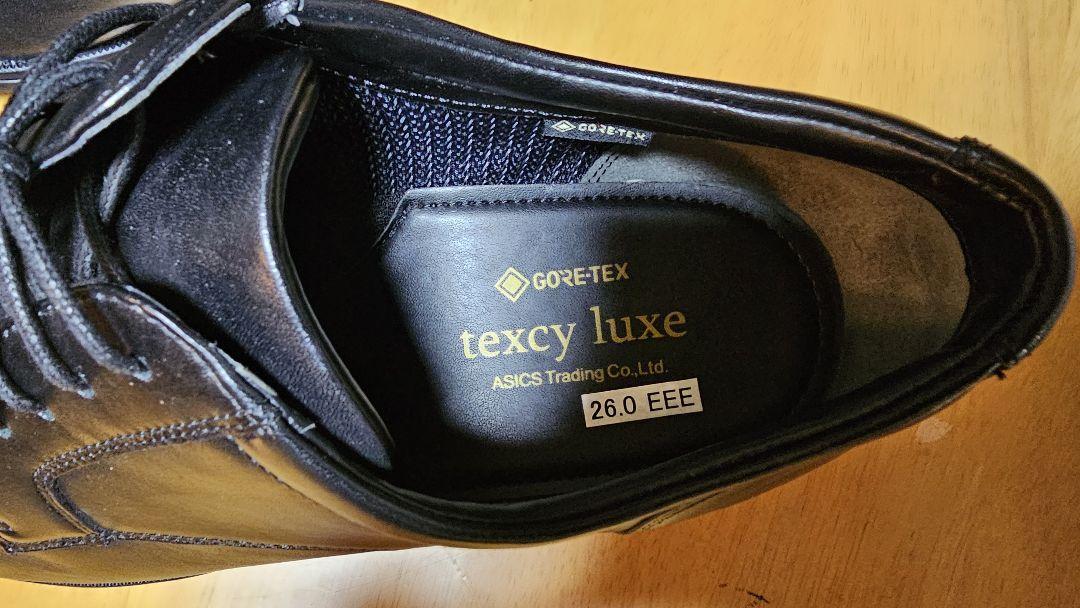 GORE-TEX
GORE-TEX
texcy luxe
ASICS Trading Co.,Ltd.
26.0 EEE